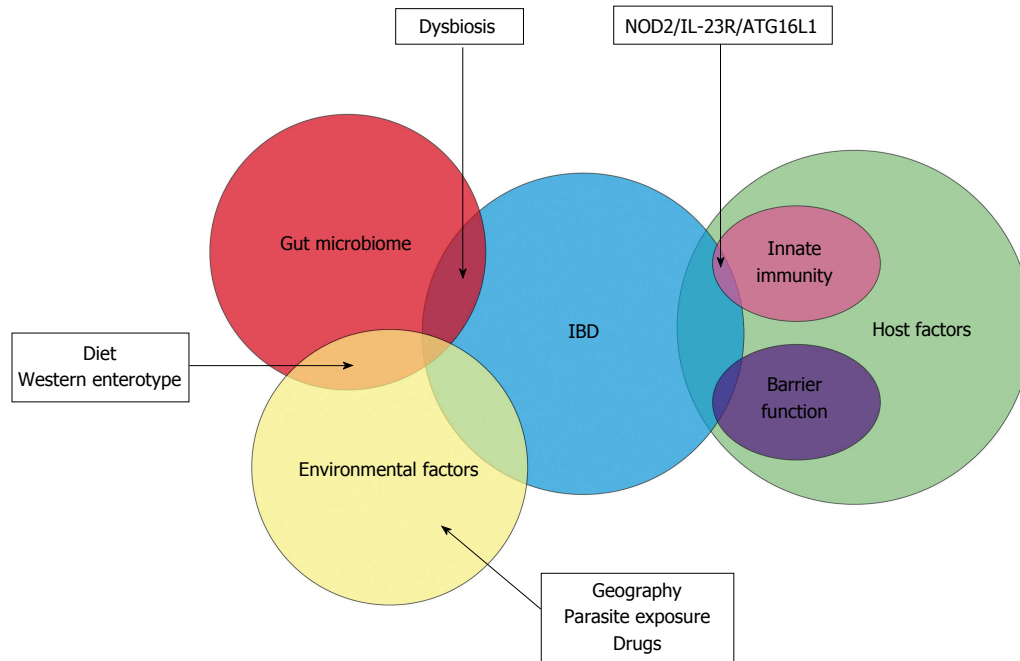 Dysbiosis
NOD2/IL-23R/ATG16L1
Gut microbiome
Innate
immunity
IBD
Host factors
Diet
Western enterotype
Barrier
function
Environmental factors
Geography
Parasite exposure
Drugs